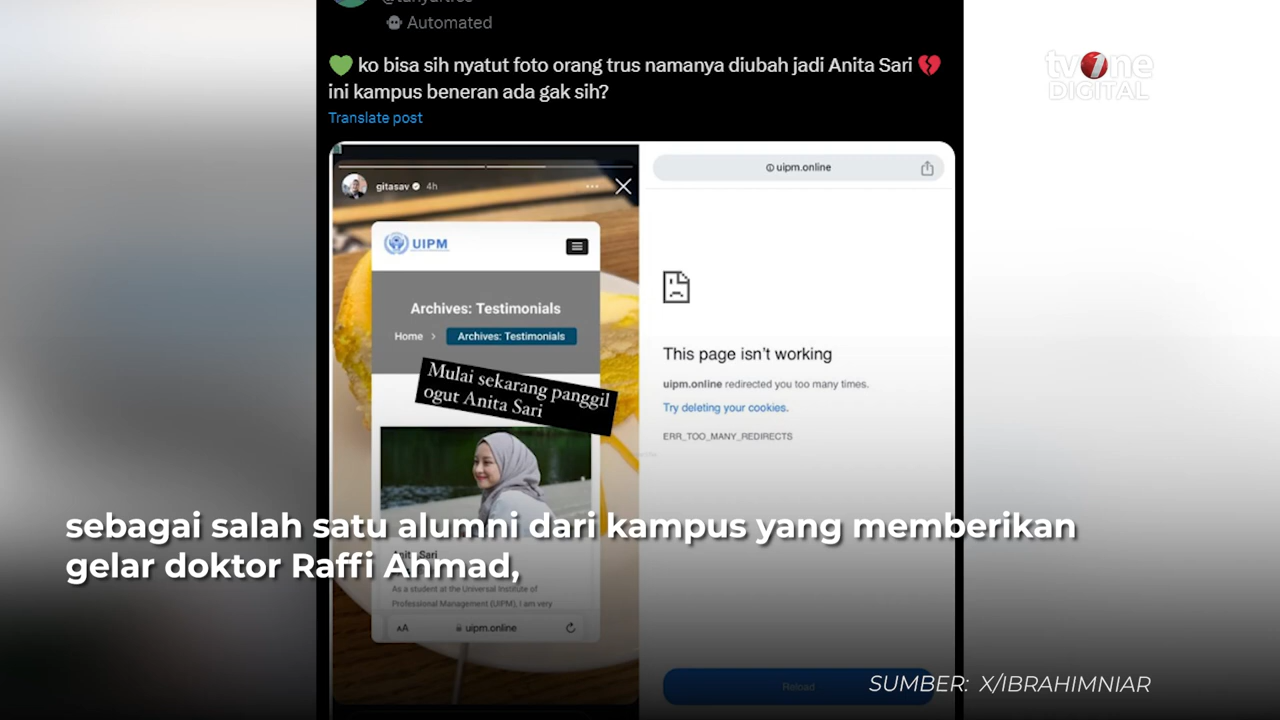 Automated
💚 ko bisa sih nyatut foto orang trus namanya diubah jadi Anita Sari 💔
ini kampus beneran ada gak sih?
Translate post
tvOne
DIGITAL
gitasav 4h
UIPM
Archives: Testimonials
Home > Archives: Testimonials
Mulai sekarang panggil
ogut Anita Sari
Anita Sari
As a student at the Universal Institute of
Professional Management (UIPM), I am very
AA uipm.online
uipm.online
This page isn't working
uipm.online redirected you too many times.
Try deleting your cookies.
ERR_TOO_MANY_REDIRECTS
Reload
sebagai salah satu alumni dari kampus yang memberikan
gelar doktor Raffi Ahmad,
SUMBER: X/IBRAHIMNIAR